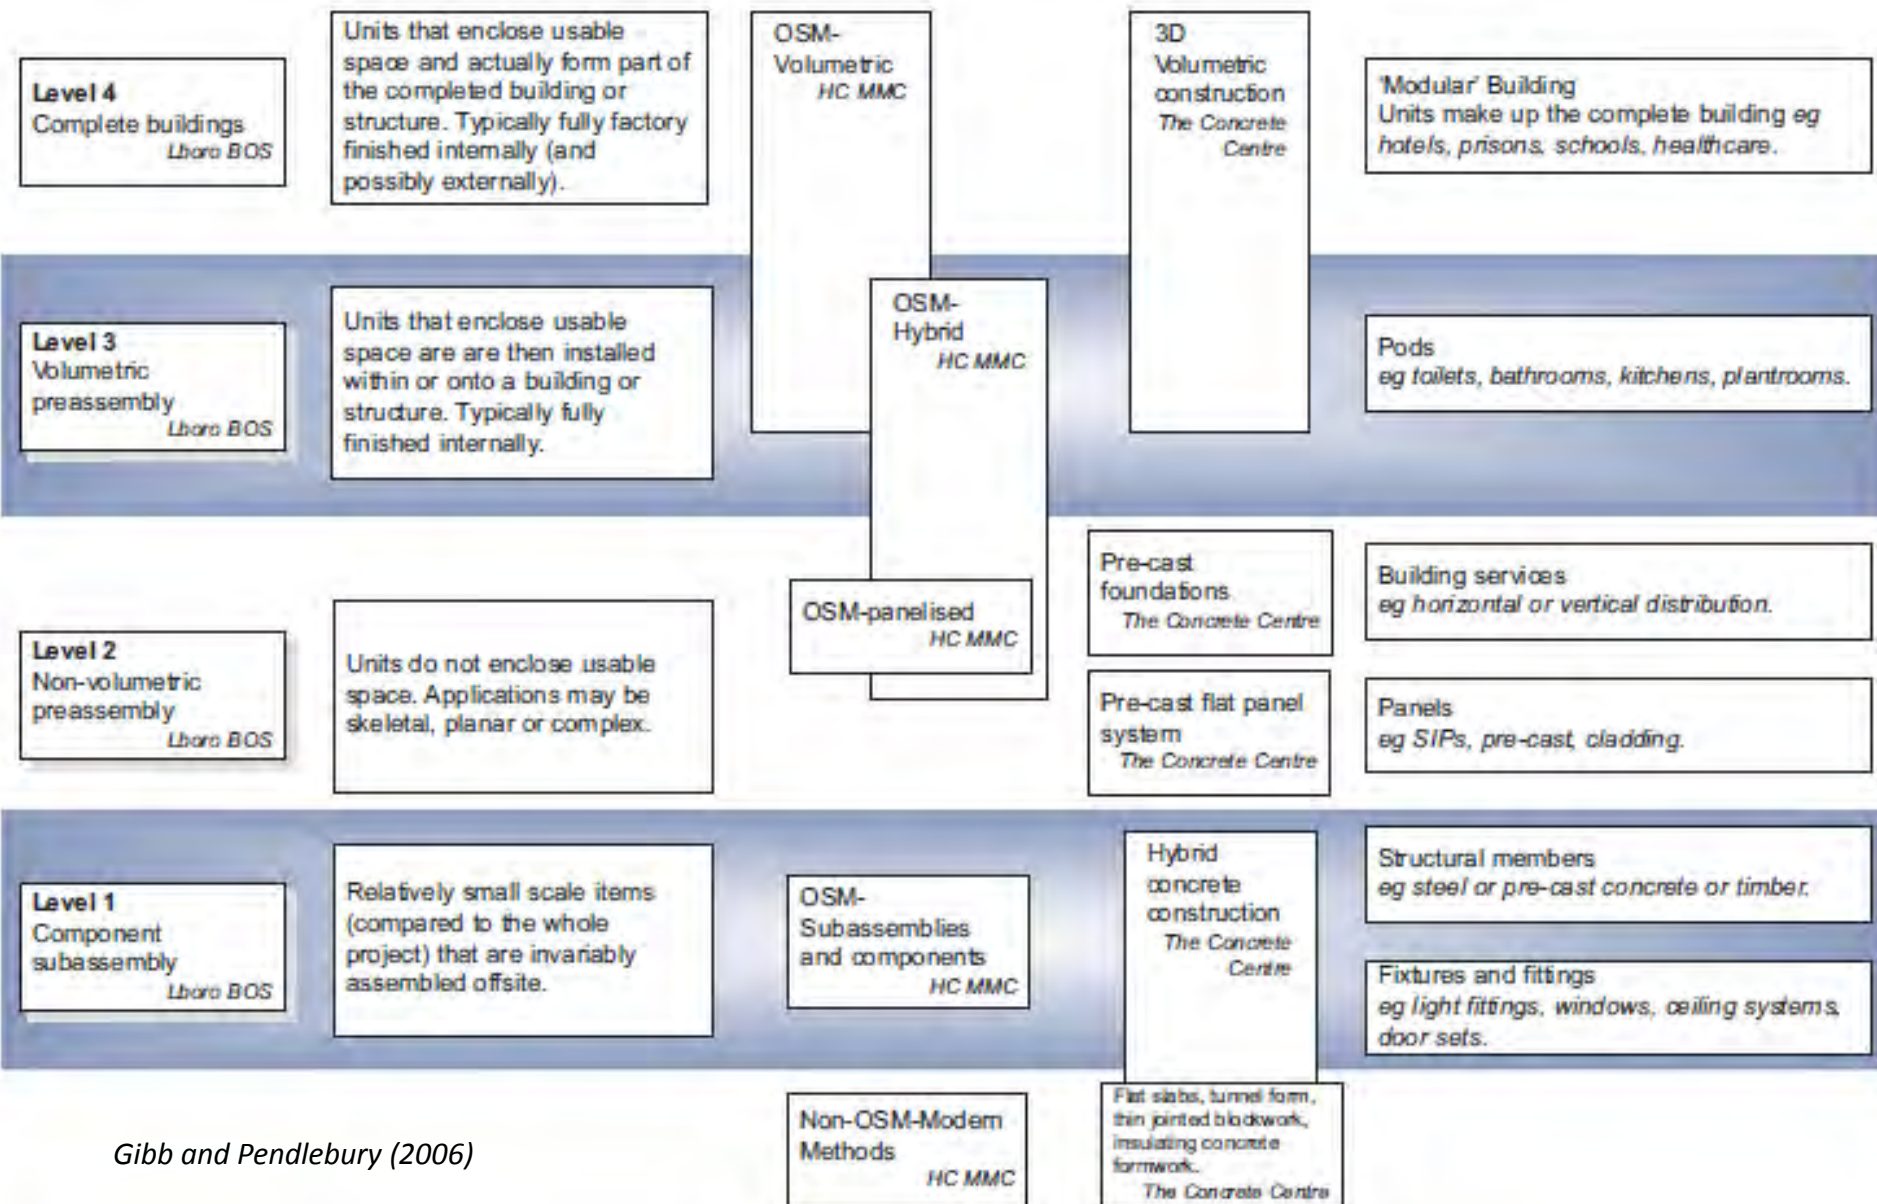 Level 4
Complete buildings
Lboro BOS
Units that enclose usable
space and actually form part of
the completed building or
structure. Typically fully factory
finished internally (and
possibly externally).
OSM-
Volumetric
HC MMC
3D
Volumetric
construction
The Concrete
Centre
'Modular' Building
Units make up the complete building eg
hotels, prisons, schools, healthcare.
Level 3
Volumetric
preassembly
Lboro BOS
Units that enclose usable
space are are then installed
within or onto a building or
structure. Typically fully
finished internally.
OSM-
Hybrid
HC MMC
Pods
eg toilets, bathrooms, kitchens, plantrooms.
Level 2
Non-volumetric
preassembly
Lboro BOS
Units do not enclose usable
space. Applications may be
skeletal, planar or complex.
OSM-panelised
HC MMC
Pre-cast
foundations
The Concrete Centre
Building services
eg horizontal or vertical distribution.
Pre-cast flat panel
system
The Concrete Centre
Panels
eg SIPs, pre-cast, cladding.
Level 1
Component
subassembly
Lboro BOS
Relatively small scale items
(compared to the whole
project) that are invariably
assembled offsite.
OSM-
Subassemblies
and components
HC MMC
Hybrid
concrete
construction
The Concrete
Centre
Structural members
eg steel or pre-cast concrete or timber.
Fixtures and fittings
eg light fittings, windows, ceiling systems,
door sets.
Non-OSM-Modern
Methods
HC MMC
Flat slabs, tunnel form,
thin jointed blockwork,
insulating concrete
formwork.
The Concrete Centre
Gibb and Pendlebury (2006)